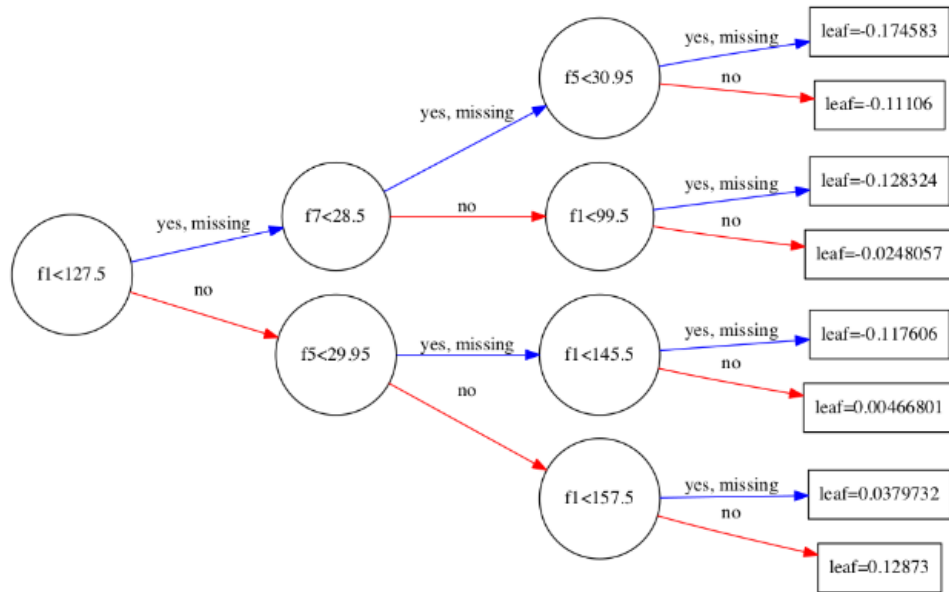 yes, missing
leaf=-0.174583
f5<30.95
no
leaf=-0.11106
yes, missing
yes, missing
leaf=-0.128324
f7<28.5
no
f1<99.5
no
yes, missing
leaf=-0.0248057
f1<127.5
no
yes, missing
leaf=-0.117606
f5<29.95
yes, missing
f1<145.5
no
no
leaf=0.00466801
yes, missing
leaf=0.0379732
f1<157.5
no
leaf=0.12873